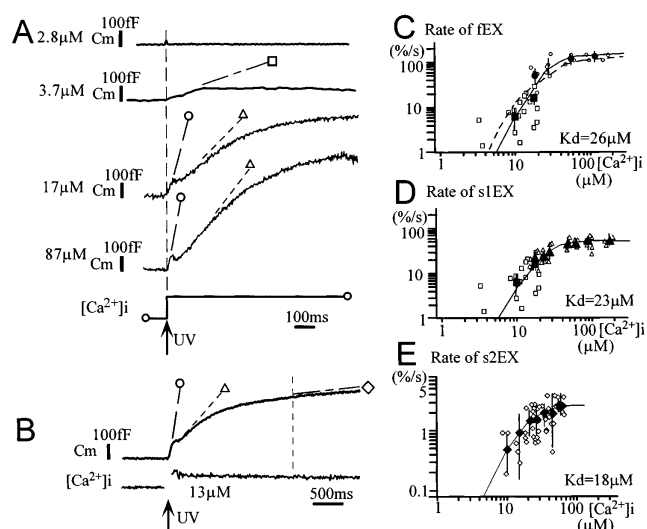 A
100fF
2.8µM Cm
100fF
3.7µM Cm
100fF
17µM Cm
100fF
87µM Cm
[Ca²⁺]i
UV
100ms
B
100fF
Cm
[Ca²⁺]i
13µM
500ms
UV
C Rate of fEX
(%/s)
100
10
1
Kd=26µM
1 10 100 [Ca²⁺]i
(µM)
D Rate of s1EX
(%/s)
100
10
1
Kd=23µM
1 10 100 [Ca²⁺]i
(µM)
E Rate of s2EX
(%/s)
5
1
0.1
Kd=18µM
1 10 100 [Ca²⁺]i
(µM)